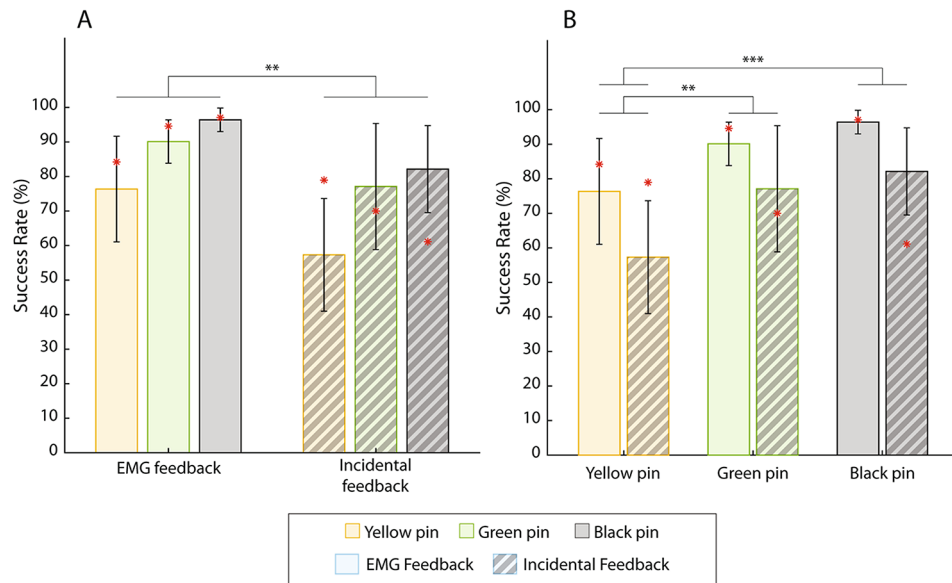 A
**
100
90
80
70
60
50
40
30
20
10
0
Success Rate (%)
EMG feedback
Incidental
feedback
B
***
**
100
90
80
70
60
50
40
30
20
10
0
Success Rate (%)
Yellow pin
Green pin
Black pin
Yellow pin
Green pin
Black pin
EMG Feedback
Incidental Feedback